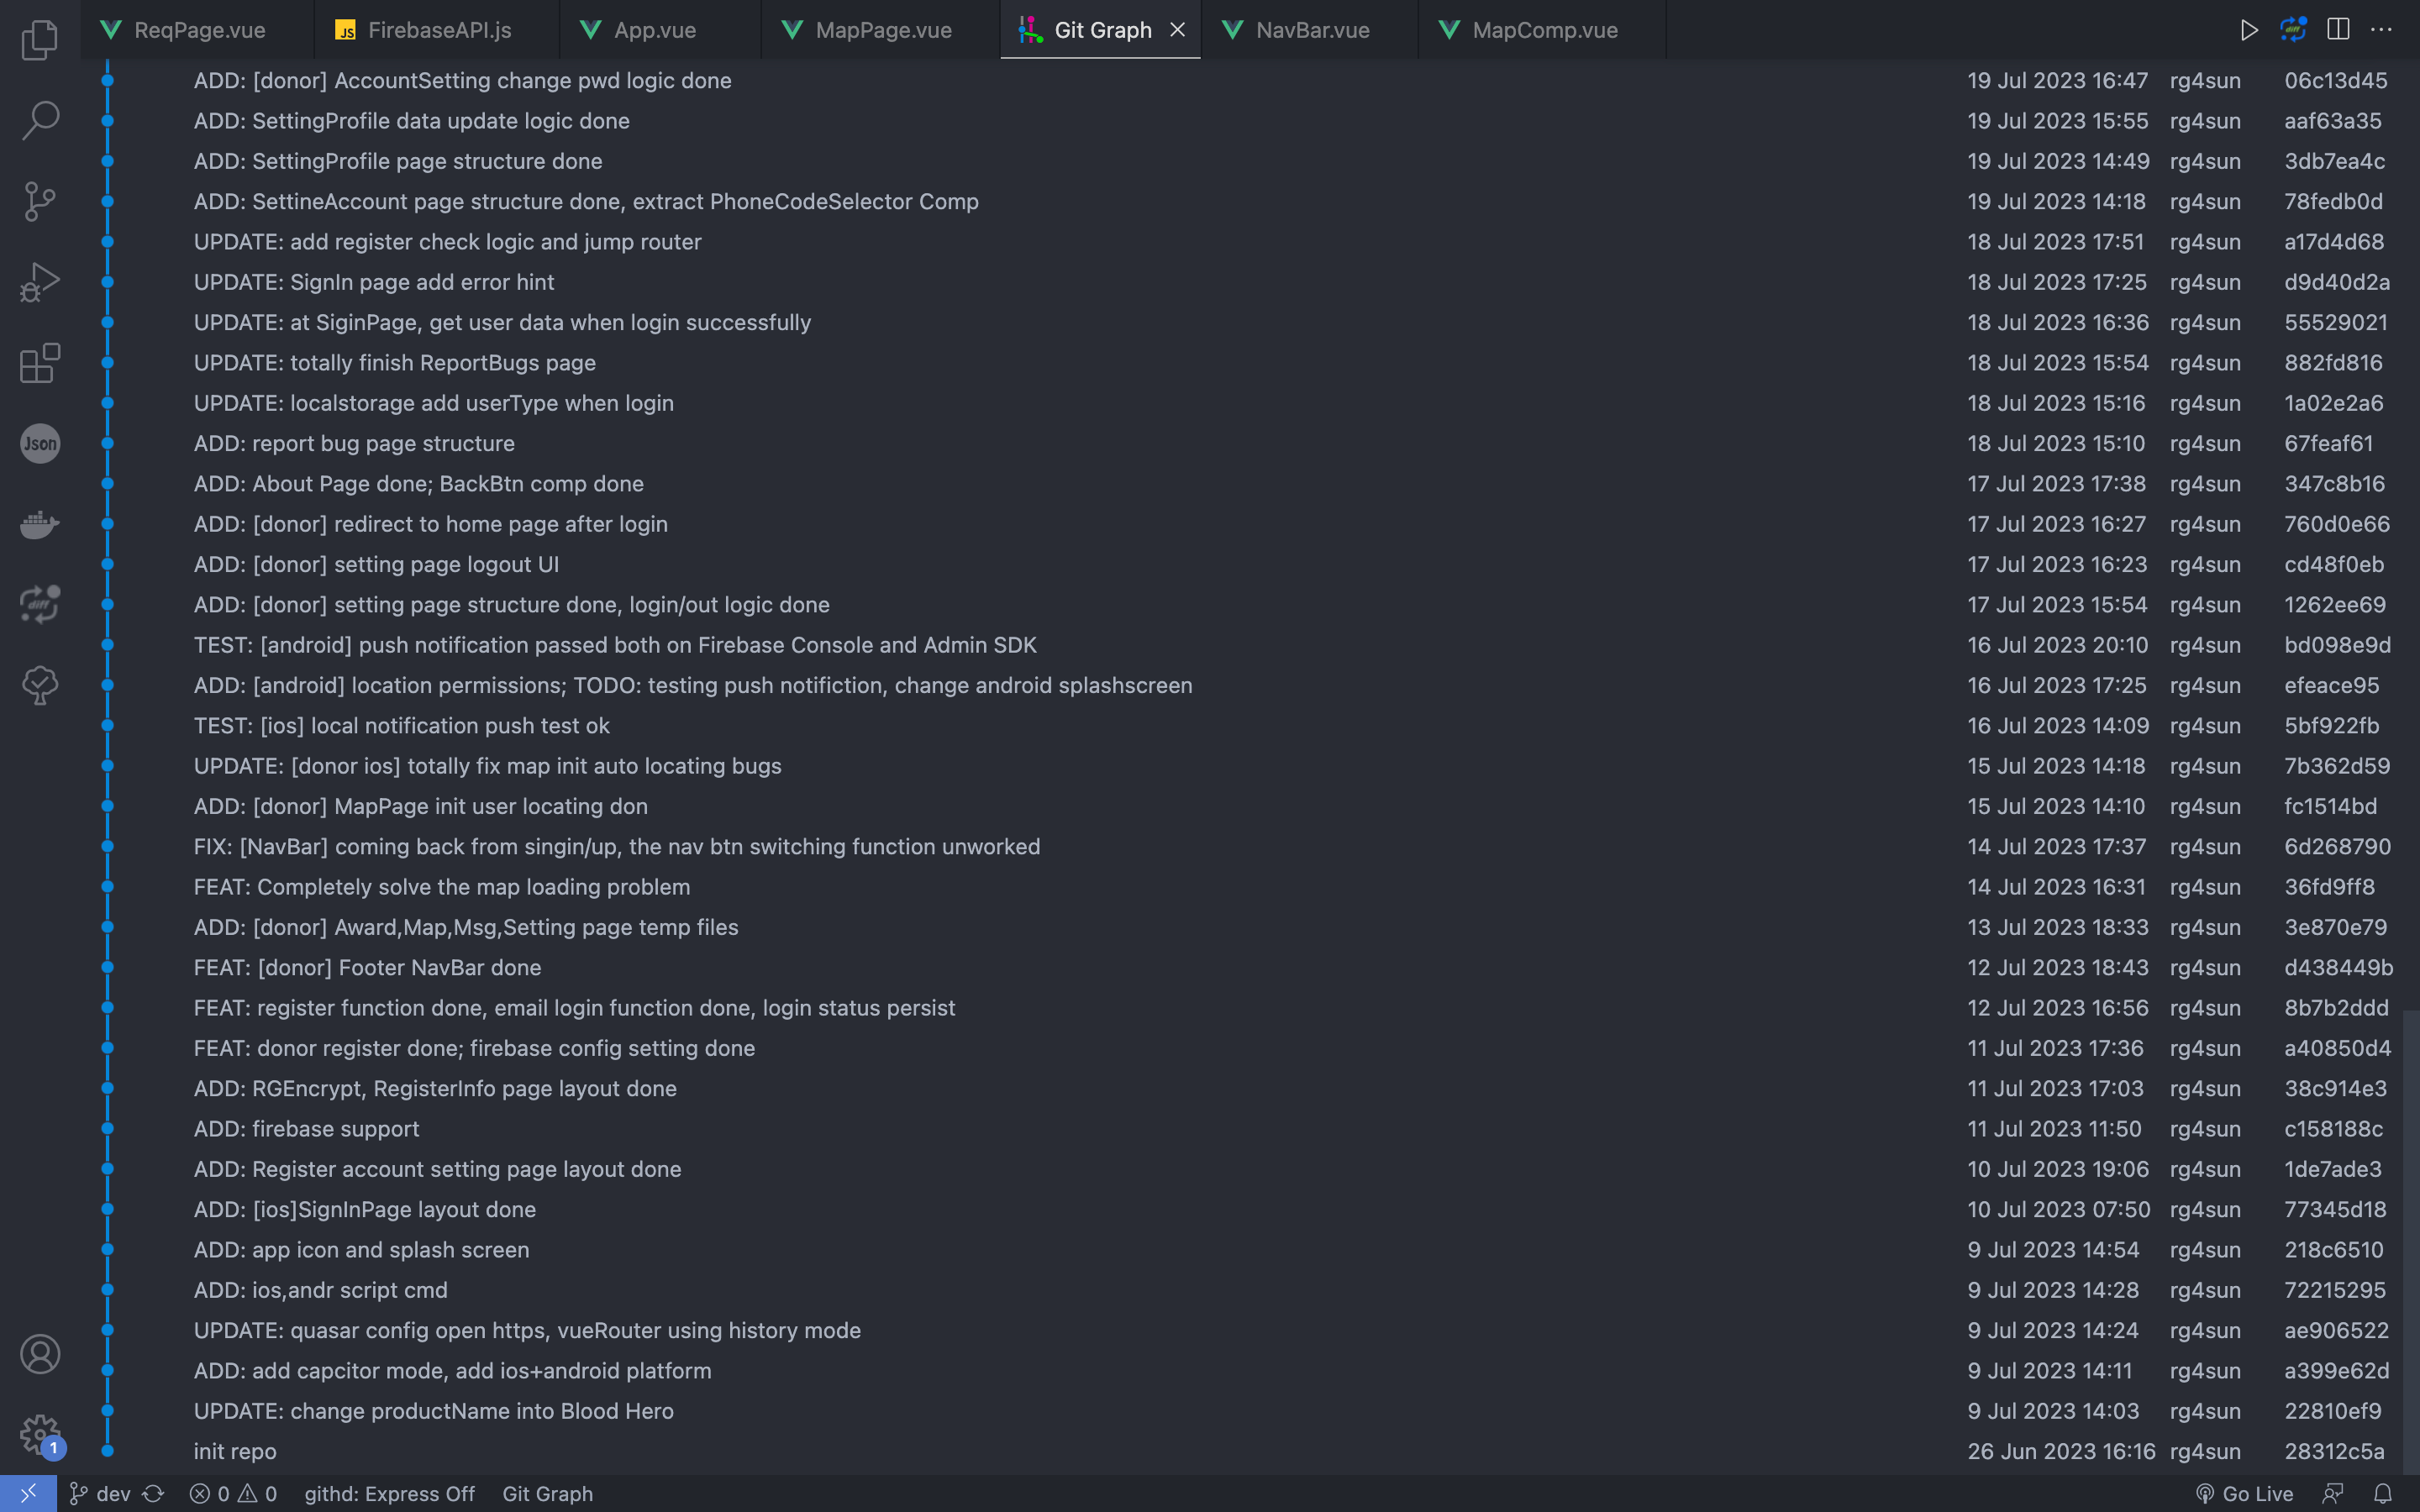 ReqPage.vue JS FirebaseAPI.js App.vue MapPage.vue Git Graph NavBar.vue MapComp.vue
ADD: [donor] AccountSetting change pwd logic done 19 Jul 2023 16:47 rg4sun 06c13d45
ADD: SettingProfile data update logic done 19 Jul 2023 15:55 rg4sun aaf63a35
ADD: SettingProfile page structure done 19 Jul 2023 14:49 rg4sun 3db7ea4c
ADD: SettineAccount page structure done, extract PhoneCodeSelector Comp 19 Jul 2023 14:18 rg4sun 78fedb0d
UPDATE: add register check logic and jump router 18 Jul 2023 17:51 rg4sun a17d4d68
UPDATE: SignIn page add error hint 18 Jul 2023 17:25 rg4sun d9d40d2a
UPDATE: at SiginPage, get user data when login successfully 18 Jul 2023 16:36 rg4sun 55529021
UPDATE: totally finish ReportBugs page 18 Jul 2023 15:54 rg4sun 882fd816
UPDATE: localstorage add userType when login 18 Jul 2023 15:16 rg4sun 1a02e2a6
Json ADD: report bug page structure 18 Jul 2023 15:10 rg4sun 67feaf61
ADD: About Page done; BackBtn comp done 17 Jul 2023 17:38 rg4sun 347c8b16
ADD: [donor] redirect to home page after login 17 Jul 2023 16:27 rg4sun 760d0e66
ADD: [donor] setting page logout UI 17 Jul 2023 16:23 rg4sun cd48f0eb
diff ADD: [donor] setting page structure done, login/out logic done 17 Jul 2023 15:54 rg4sun 1262ee69
TEST: [android] push notification passed both on Firebase Console and Admin SDK 16 Jul 2023 20:10 rg4sun bd098e9d
ADD: [android] location permissions; TODO: testing push notifiction, change android splashscreen 16 Jul 2023 17:25 rg4sun efeace95
TEST: [ios] local notification push test ok 16 Jul 2023 14:09 rg4sun 5bf922fb
UPDATE: [donor ios] totally fix map init auto locating bugs 15 Jul 2023 14:18 rg4sun 7b362d59
ADD: [donor] MapPage init user locating don 15 Jul 2023 14:10 rg4sun fc1514bd
FIX: [NavBar] coming back from singin/up, the nav btn switching function unworked 14 Jul 2023 17:37 rg4sun 6d268790
FEAT: Completely solve the map loading problem 14 Jul 2023 16:31 rg4sun 36fd9ff8
ADD: [donor] Award,Map,Msg,Setting page temp files 13 Jul 2023 18:33 rg4sun 3e870e79
FEAT: [donor] Footer NavBar done 12 Jul 2023 18:43 rg4sun d438449b
FEAT: register function done, email login function done, login status persist 12 Jul 2023 16:56 rg4sun 8b7b2ddd
FEAT: donor register done; firebase config setting done 11 Jul 2023 17:36 rg4sun a40850d4
ADD: RGEncrypt, RegisterInfo page layout done 11 Jul 2023 17:03 rg4sun 38c914e3
ADD: firebase support 11 Jul 2023 11:50 rg4sun c158188c
ADD: Register account setting page layout done 10 Jul 2023 19:06 rg4sun 1de7ade3
ADD: [ios]SignInPage layout done 10 Jul 2023 07:50 rg4sun 77345d18
ADD: app icon and splash screen 9 Jul 2023 14:54 rg4sun 218c6510
ADD: ios,andr script cmd 9 Jul 2023 14:28 rg4sun 72215295
UPDATE: quasar config open https, vueRouter using history mode 9 Jul 2023 14:24 rg4sun ae906522
ADD: add capcitor mode, add ios+android platform 9 Jul 2023 14:11 rg4sun a399e62d
UPDATE: change productName into Blood Hero 9 Jul 2023 14:03 rg4sun 22810ef9
1 init repo 26 Jun 2023 16:16 rg4sun 28312c5a
dev 0 0 githd: Express Off Git Graph Go Live